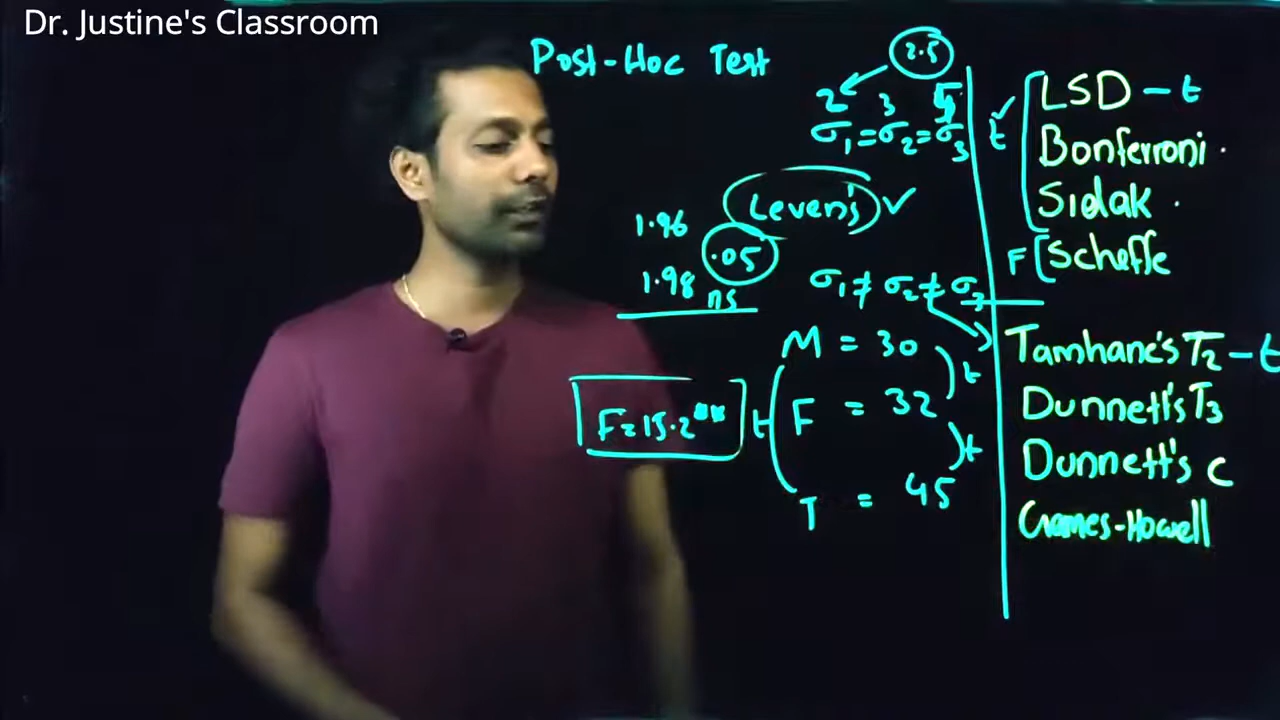 Dr. Justine's Classroom
Post-Hoc Test
2.5
2 3
σ1=σ2=σ3
Leven's ✓
1.96
.05
1.98 ns
σ1≠σ2≠σ3
M = 30
t
F=15.2
t
F = 32
t
T = 45
t ✓
LSD - t
Bonferroni.
Sidak .
F [Scheffe
Tamhane's T2 - t
Dunnett's T3
Dunnett's C
Games-Howell